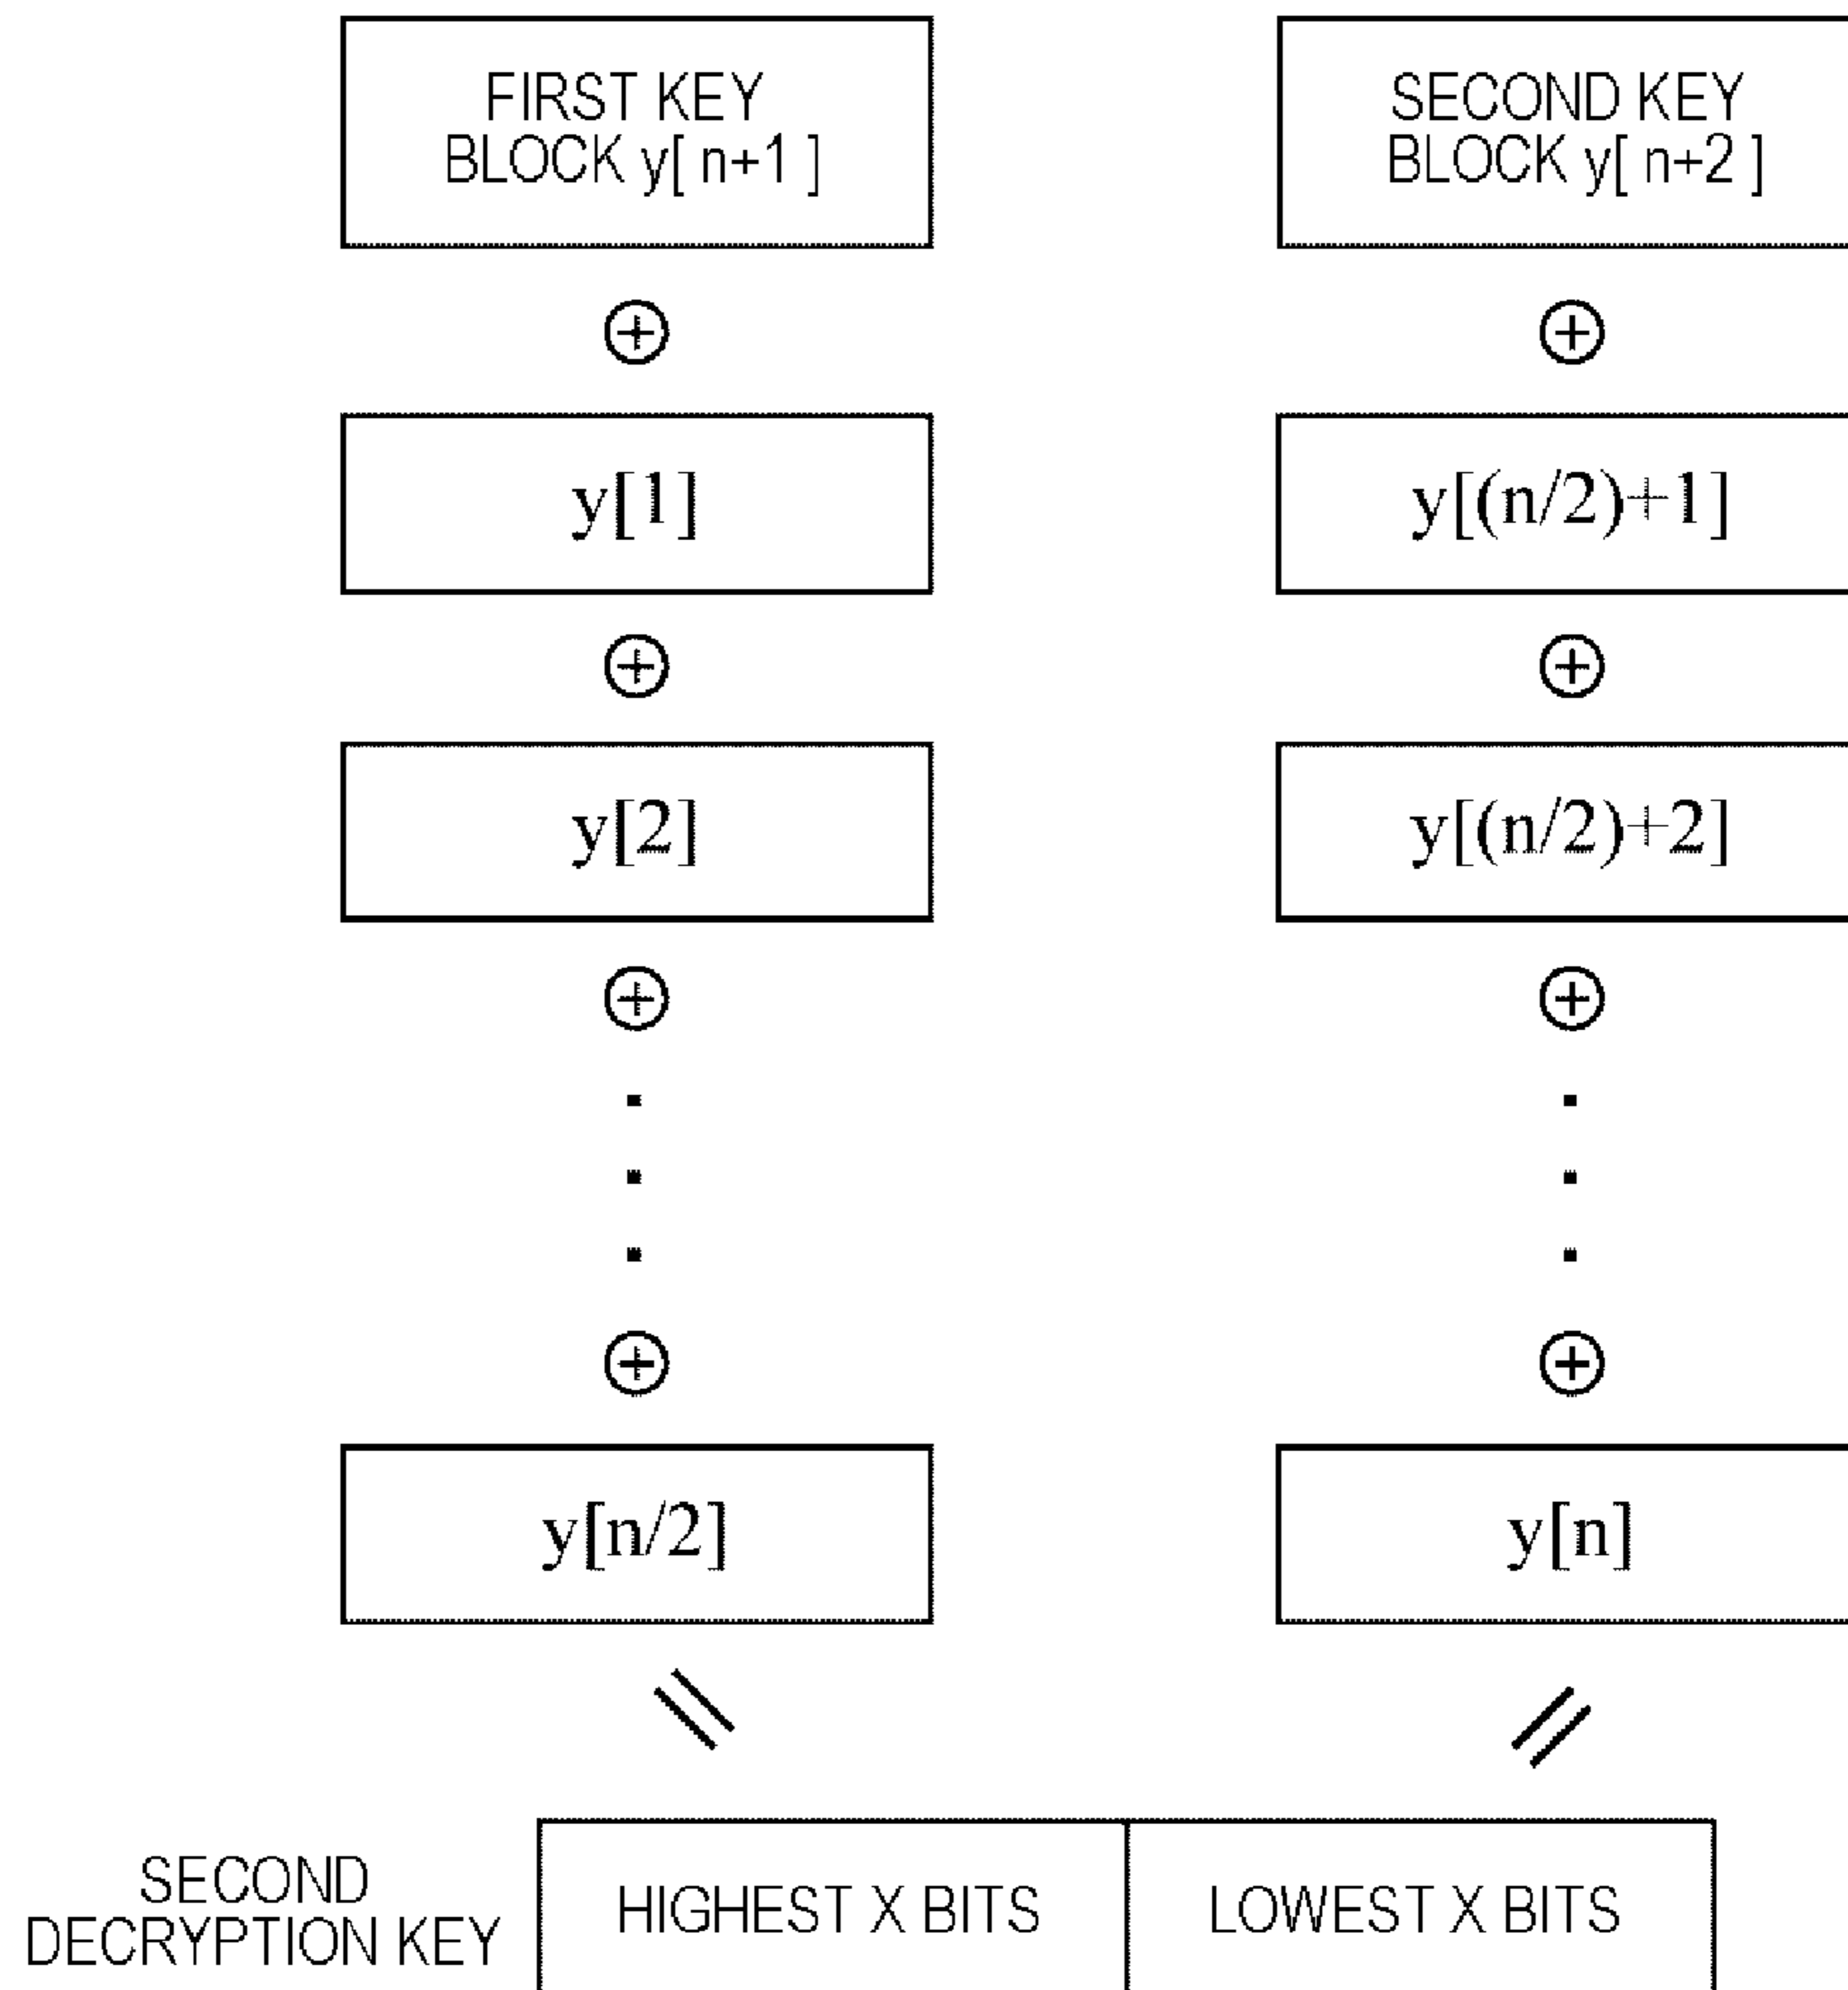 FIRST KEY
BLOCK y[ n+1 ]
SECOND KEY
BLOCK y[ n+2 ]
⊕
⊕
y[1]
y[(n/2)+1]
⊕
⊕
y[2]
y[(n/2)+2]
⊕
⊕
⊕
⊕
y[n/2]
y[n]
SECOND
DECRYPTION KEY
HIGHEST X BITS
LOWEST X BITS